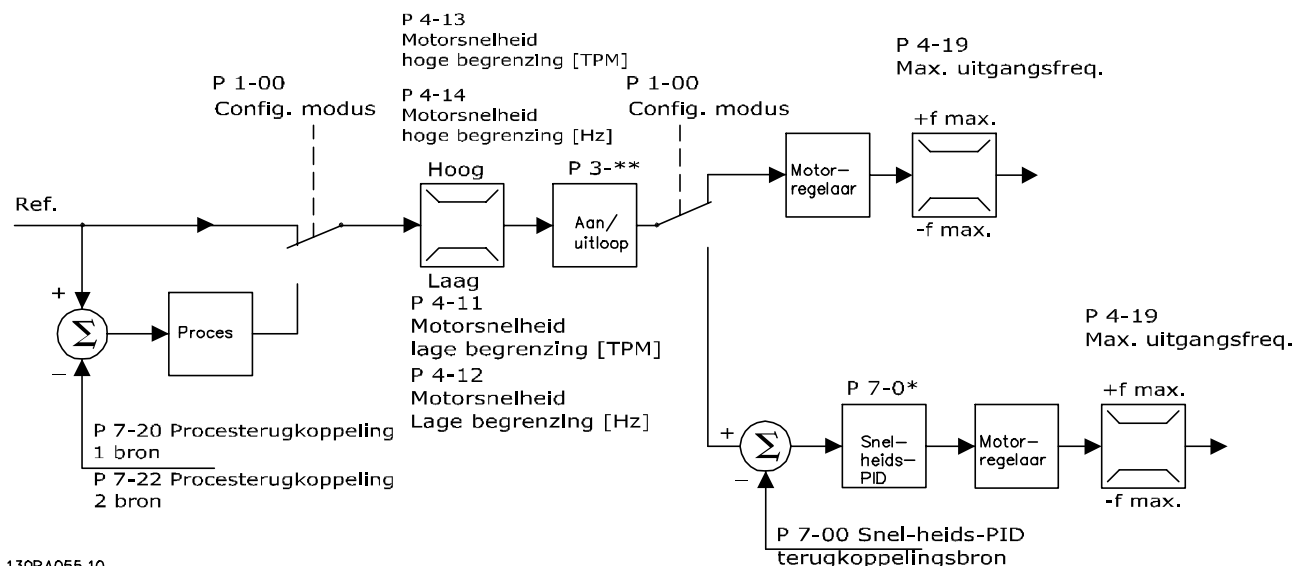 P 4-13
Motorsnelheid
hoge begrenzing [TPM]
P 4-14
Motorsnelheid
hoge begrenzing [Hz]
P 1-00
Config. modus
P 1-00
Config. modus
P 4-19
Max. uitgangsfreq.
+f max.
-f max.
Ref.
Hoog
Laag
P 3-**
Aan/
uitloop
Motor-
regelaar
+
Σ
−
Proces
P 4-11
Motorsnelheid
lage begrenzing [TPM]
P 4-12
Motorsnelheid
Lage begrenzing [Hz]
P 7-20 Procesterugkoppeling
1 bron
P 7-22 Procesterugkoppeling
2 bron
P 4-19
Max. uitgangsfreq.
+f max.
-f max.
P 7-0*
+
Σ
−
Snel-
heids-
PID
Motor-
regelaar
P 7-00 Snel-heids-PID
terugkoppelingsbron
130BA055.10